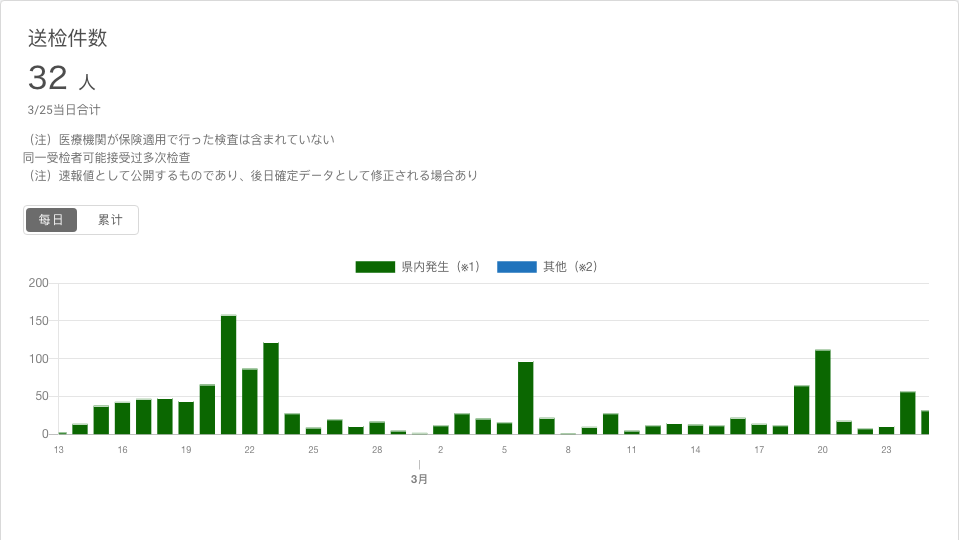 送检件数
32 人
3/25当日合计
（注）医療機関が保険適用で行った検査は含まれていない
同一受检者可能接受过多次检查
（注）速報値として公開するものであり、後日確定データとして修正される場合あり
每日 累计
県内発生（※1） 其他（※2）
200
150
100
50
0
13 16 19 22 25 28 2 5 8 11 14 17 20 23
3月